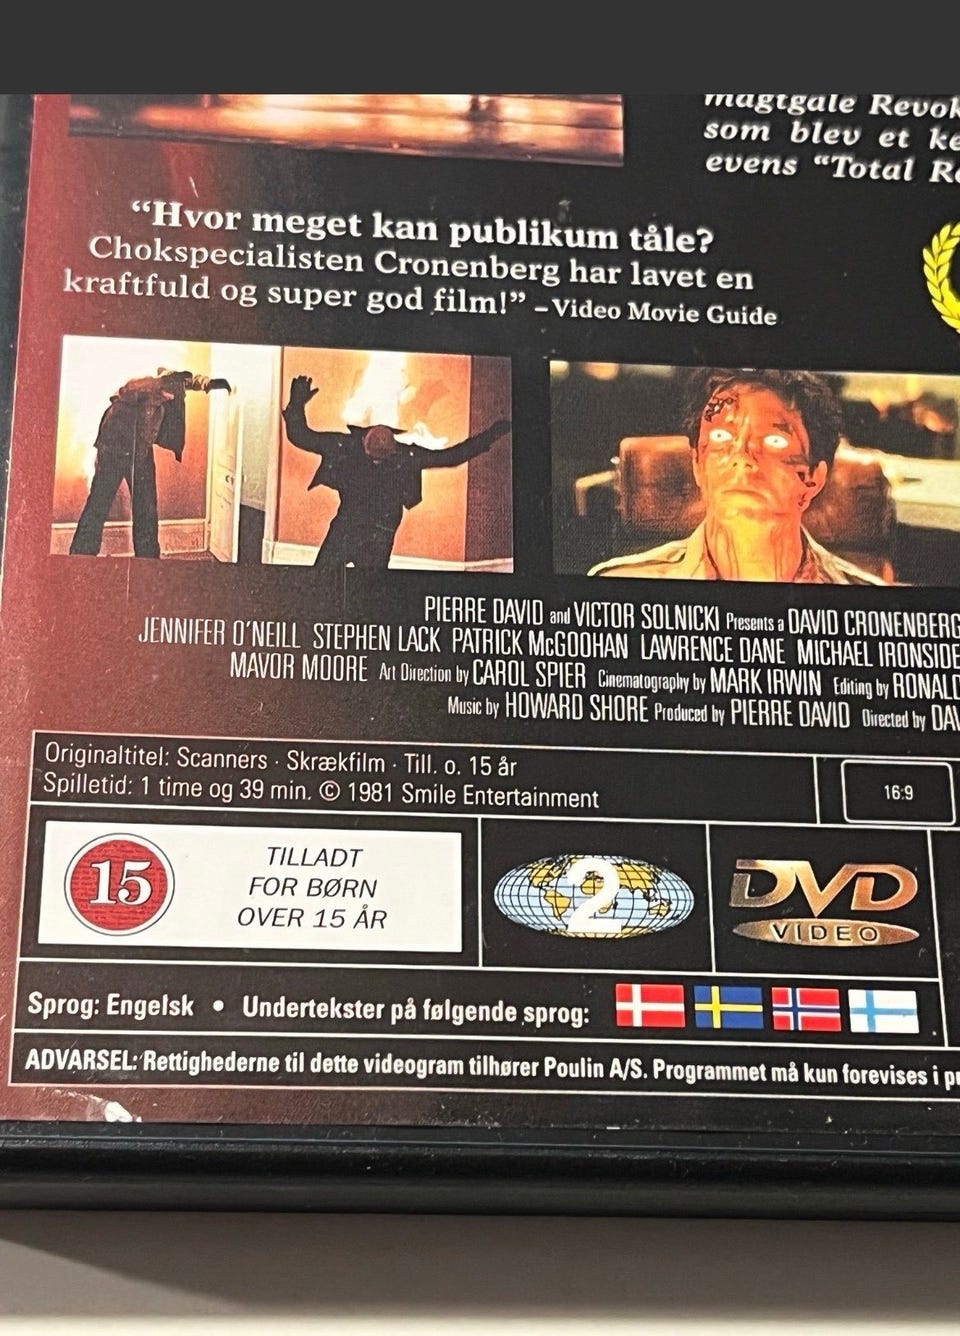 magtgale Revok
som blev et ke
evens “Total Re
“Hvor meget kan publikum tåle?
Chokspecialisten Cronenberg har lavet en
kraftfuld og super god film!” –Video Movie Guide
PIERRE DAVID and VICTOR SOLNICKI Presents a DAVID CRONENBERG
JENNIFER O'NEILL STEPHEN LACK PATRICK McGOOHAN LAWRENCE DANE MICHAEL IRONSIDE
MAVOR MOORE Art Direction by CAROL SPIER Cinematography by MARK IRWIN Editing by RONALD
Music by HOWARD SHORE Produced by PIERRE DAVID Directed by DAV
Originaltitel: Scanners · Skrækfilm · Till. o. 15 år
Spilletid: 1 time og 39 min. © 1981 Smile Entertainment
16:9
15
TILLADT
FOR BØRN
OVER 15 ÅR
2
DVD
VIDEO
Sprog: Engelsk • Undertekster på følgende sprog:
ADVARSEL: Rettighederne til dette videogram tilhører Poulin A/S. Programmet må kun forevises i pr